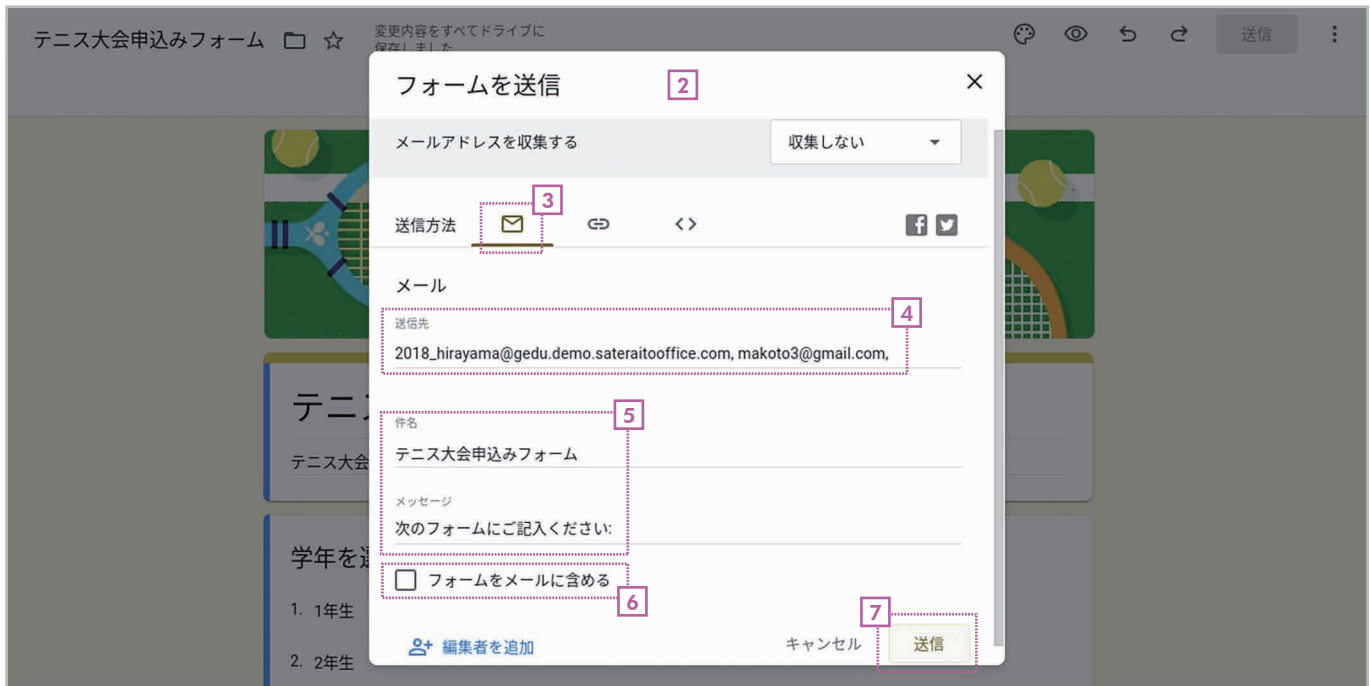 テニス大会申込みフォーム
変更内容をすべてドライブに
保存しました
送信
フォームを送信
2
メールアドレスを収集する
収集しない
3
送信方法
メール
4
送信先
2018_hirayama@gedu.demo.sateraitooffice.com, makoto3@gmail.com,
5
件名
テニス大会申込みフォーム
メッセージ
次のフォームにご記入ください:
フォームをメールに含める
6
7
編集者を追加
キャンセル
送信
テニ
テニス大会
学年を
1. 1年生
2. 2年生